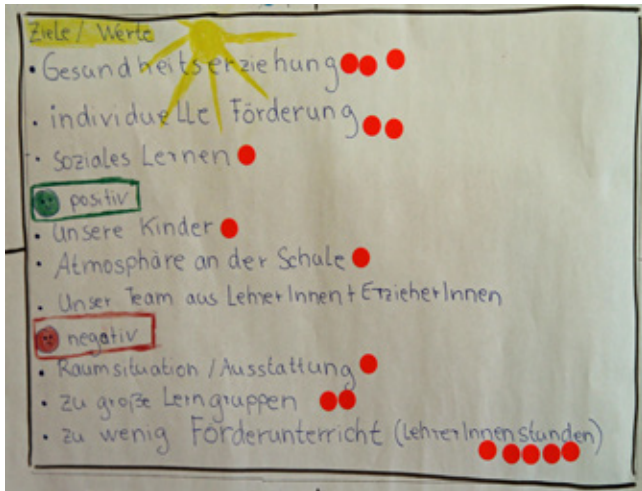 Ziele / Werte
• Gesundheitserziehung
• individuelle Förderung
• soziales Lernen
positiv
• unsere Kinder
• Atmosphäre an der Schule
• Unser Team aus LehrerInnen + ErzieherInnen
negativ
• Raumsituation / Ausstattung
• zu große Lerngruppen
• zu wenig Förderunterricht (LehrerInnenstunden)